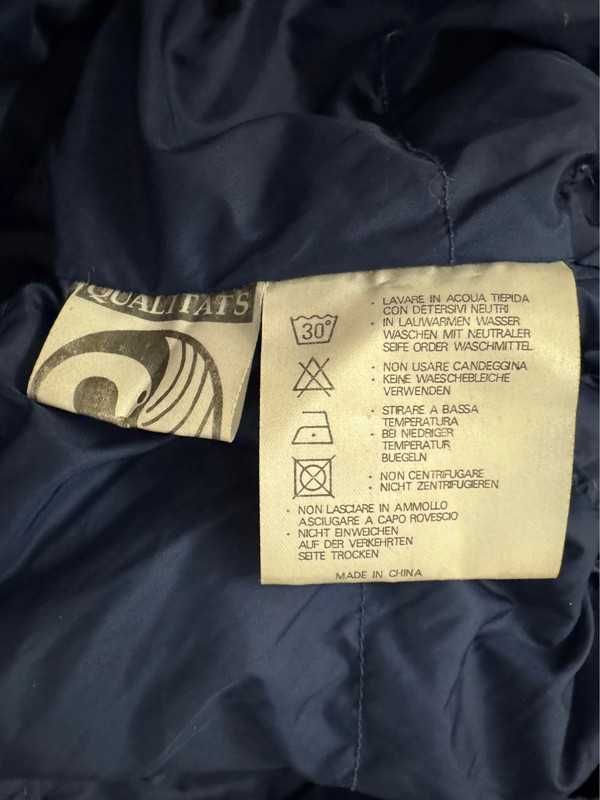 QUALITATS
30°
- LAVARE IN ACQUA TIEPIDA
CON DETERSIVI NEUTRI
- IN LAUWARMEN WASSER
WASCHEN MIT NEUTRALER
SEIFE ORDER WASCHMITTEL
- NON USARE CANDEGGINA
- KEINE WAESCHEBLEICHE
VERWENDEN
- STIRARE A BASSA
TEMPERATURA
- BEI NIEDRIGER
TEMPERATUR
BUEGELN
- NON CENTRIFUGARE
- NICHT ZENTRIFUGIEREN
- NON LASCIARE IN AMMOLLO
ASCIUGARE A CAPO ROVESCIO
- NICHT EINWEICHEN
AUF DER VERKEHRTEN
SEITE TROCKEN
MADE IN CHINA